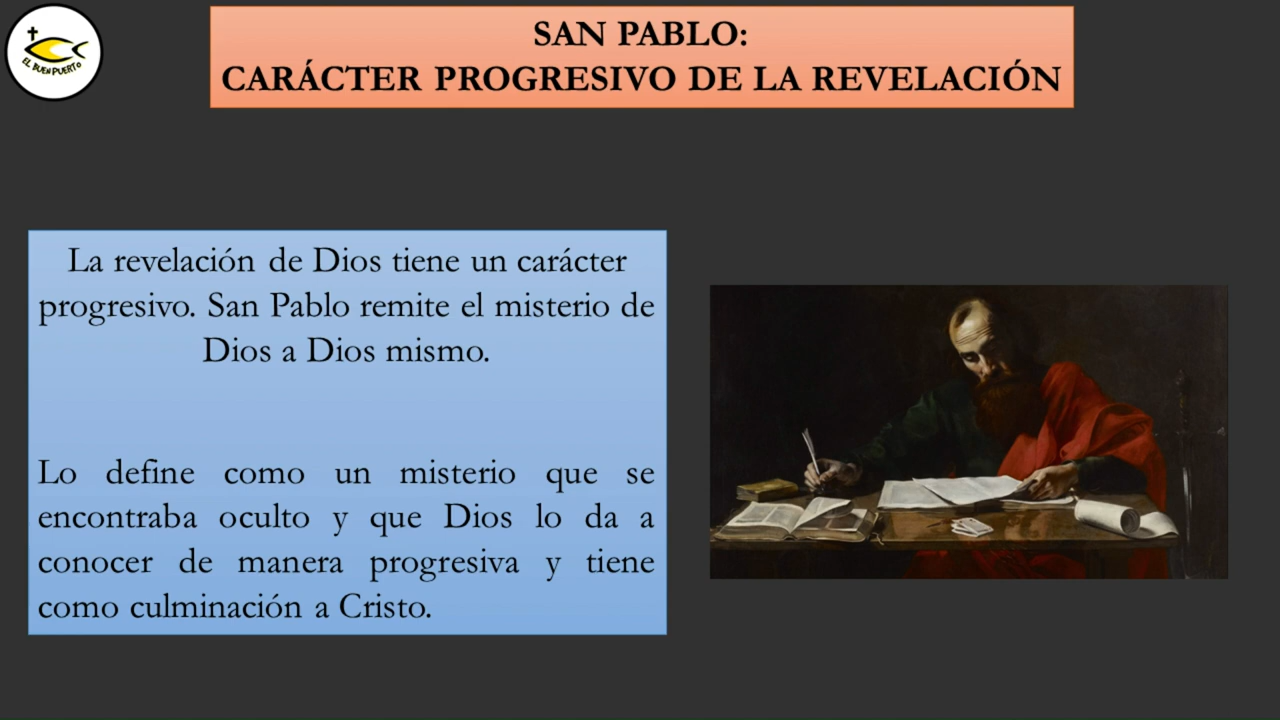 EL BUEN PUERTO
SAN PABLO:
CARÁCTER PROGRESIVO DE LA REVELACIÓN
La revelación de Dios tiene un carácter
progresivo. San Pablo remite el misterio de
Dios a Dios mismo.
Lo define como un misterio que se
encontraba oculto y que Dios lo da a
conocer de manera progresiva y tiene
como culminación a Cristo.